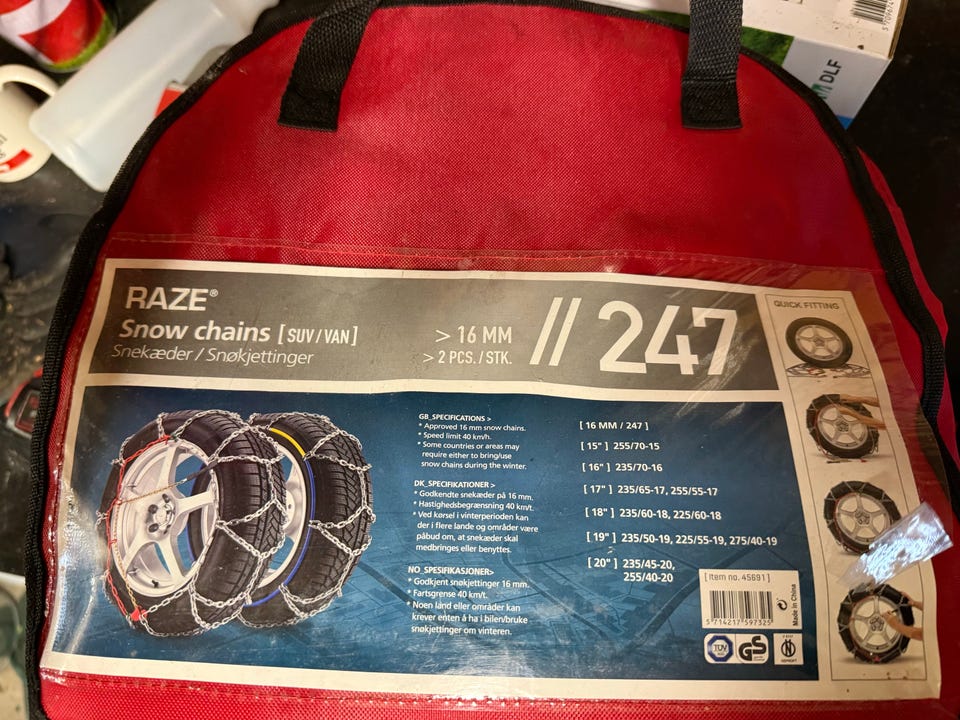 DLF
RAZE®
Snow chains [ SUV / VAN ]
Snekæder / Snøkjettinger
> 16 MM
> 2 PCS. / STK.
// 247
QUICK FITTING
GB_SPECIFICATIONS >
* Approved 16 mm snow chains.
* Speed limit 40 km/h.
* Some countries or areas may
require either to bring/use
snow chains during the winter.
DK_SPECIFIKATIONER >
* Godkendte snekæder på 16 mm.
* Hastighedsbegrænsning 40 km/t.
* Ved kørsel i vinterperioden kan
der i flere lande og områder være
påbud om, at snekæder skal
medbringes eller benyttes.
NO_SPESIFIKASJONER>
* Godkjent snøkjettinger 16 mm.
* Fartsgrense 40 km/t.
* Noen land eller områder kan
krever enten å ha i bilen/bruke
snøkjettinger om vinteren.
[ 16 MM / 247 ]
[ 15" ] 255/70-15
[ 16" ] 235/70-16
[ 17" ] 235/65-17, 255/55-17
[ 18" ] 235/60-18, 225/60-18
[ 19" ] 235/50-19, 225/55-19, 275/40-19
[ 20" ] 235/45-20,
255/40-20
[ Item no. 45691 ]
5 714217 597325
Made in China
TÜV
GS